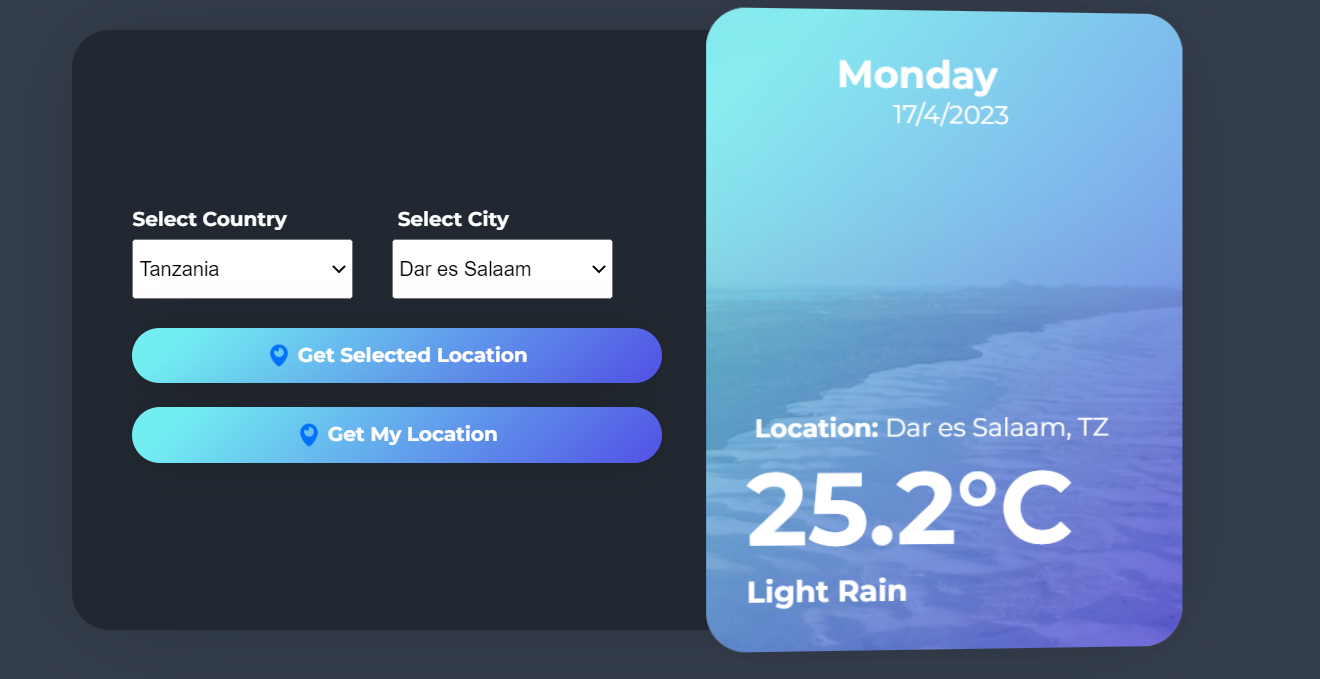 Select Country
Select City
Tanzania
Dar es Salaam
Get Selected Location
Get My Location
Monday
17/4/2023
Location: Dar es Salaam, TZ
25.2°C
Light Rain